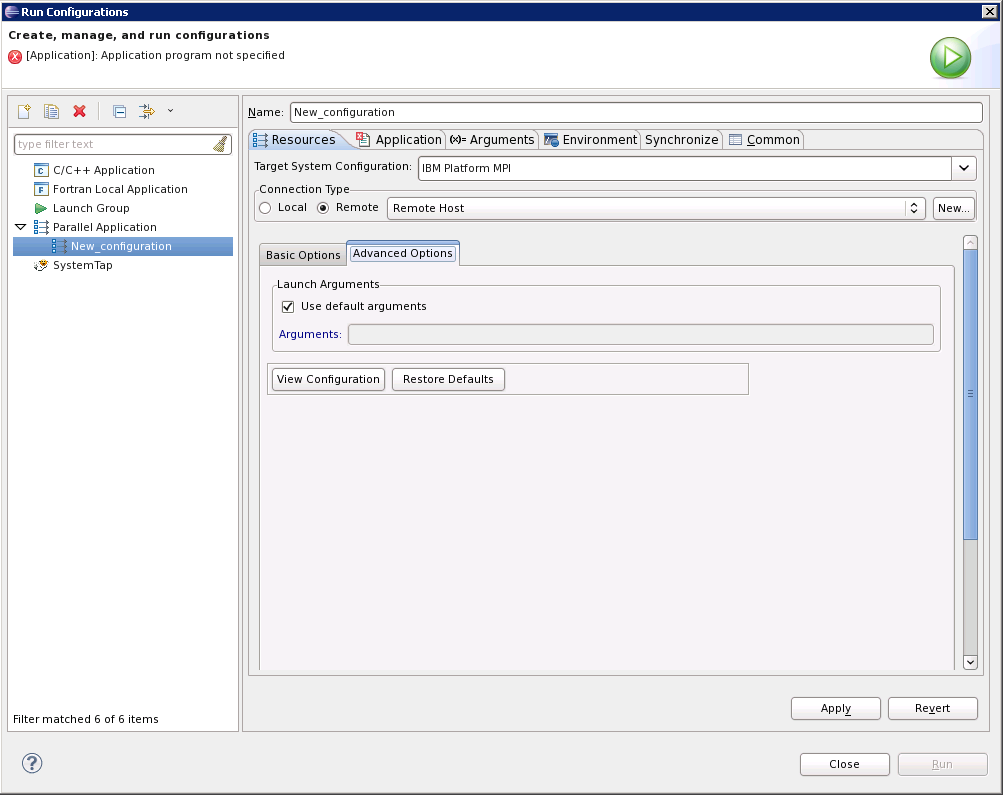 Run Configurations
Create, manage, and run configurations
[Application]: Application program not specified
type filter text
C/C++ Application
Fortran Local Application
Launch Group
Parallel Application
New_configuration
SystemTap
Filter matched 6 of 6 items
Name: New_configuration
Resources Application (x)= Arguments Environment Synchronize Common
Target System Configuration: IBM Platform MPI
Connection Type
Local Remote Remote Host New...
Basic Options Advanced Options
Launch Arguments
Use default arguments
Arguments:
View Configuration Restore Defaults
Apply Revert
? Close Run